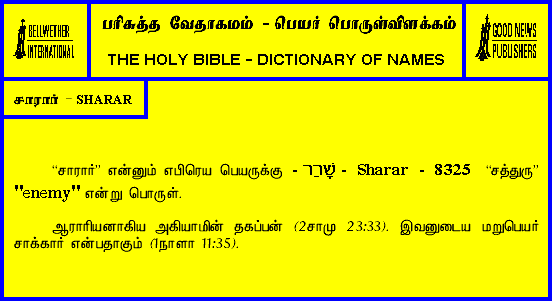 BELLWETHER
INTERNATIONAL
பரிசுத்த வேதாகமம் - பெயர் பொருள்விளக்கம்
THE HOLY BIBLE - DICTIONARY OF NAMES
GOOD NEWS
PUBLISHERS
சாரார் - SHARAR
“சாரார்” என்னும் எபிரெய பெயருக்கு - שָׁרַר - Sharar - 8325 “சத்துரு”
"enemy" என்று பொருள்.
ஆராரியனாகிய அகியாமின் தகப்பன் (2சாமு 23:33). இவனுடைய மறுபெயர்
சாக்கார் என்பதாகும் (1நாளா 11:35).